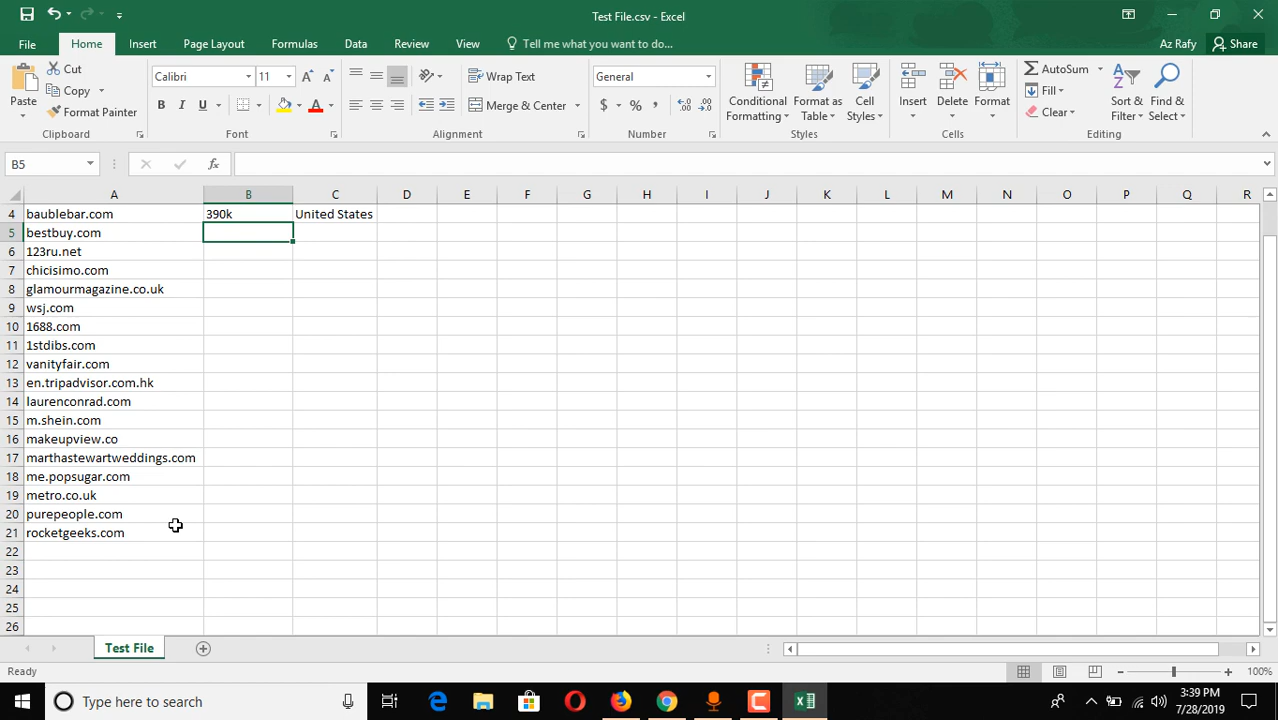 Test File.csv - Excel
File Home Insert Page Layout Formulas Data Review View Tell me what you want to do... Az Rafy Share
Paste
Cut
Copy
Format Painter
Clipboard
Calibri 11
B I U A A A
Font
Wrap Text
Merge & Center
Alignment
General
$ % ,
Number
Conditional Formatting
Format as Table
Cell Styles
Styles
Insert
Delete
Format
Cells
AutoSum
Fill
Clear
Sort & Filter
Find & Select
Editing
B5 fx
A B C D E F G H I J K L M N O P Q R
4 baublebar.com 390k United States
5 bestbuy.com
6 123ru.net
7 chicisimo.com
8 glamourmagazine.co.uk
9 wsj.com
10 1688.com
11 1stdibs.com
12 vanityfair.com
13 en.tripadvisor.com.hk
14 laurenconrad.com
15 m.shein.com
16 makeupview.co
17 marthastewartweddings.com
18 me.popsugar.com
19 metro.co.uk
20 purepeople.com
21 rocketgeeks.com
22
23
24
25
26
Test File
Ready 100%
Type here to search
3:39 PM
7/28/2019